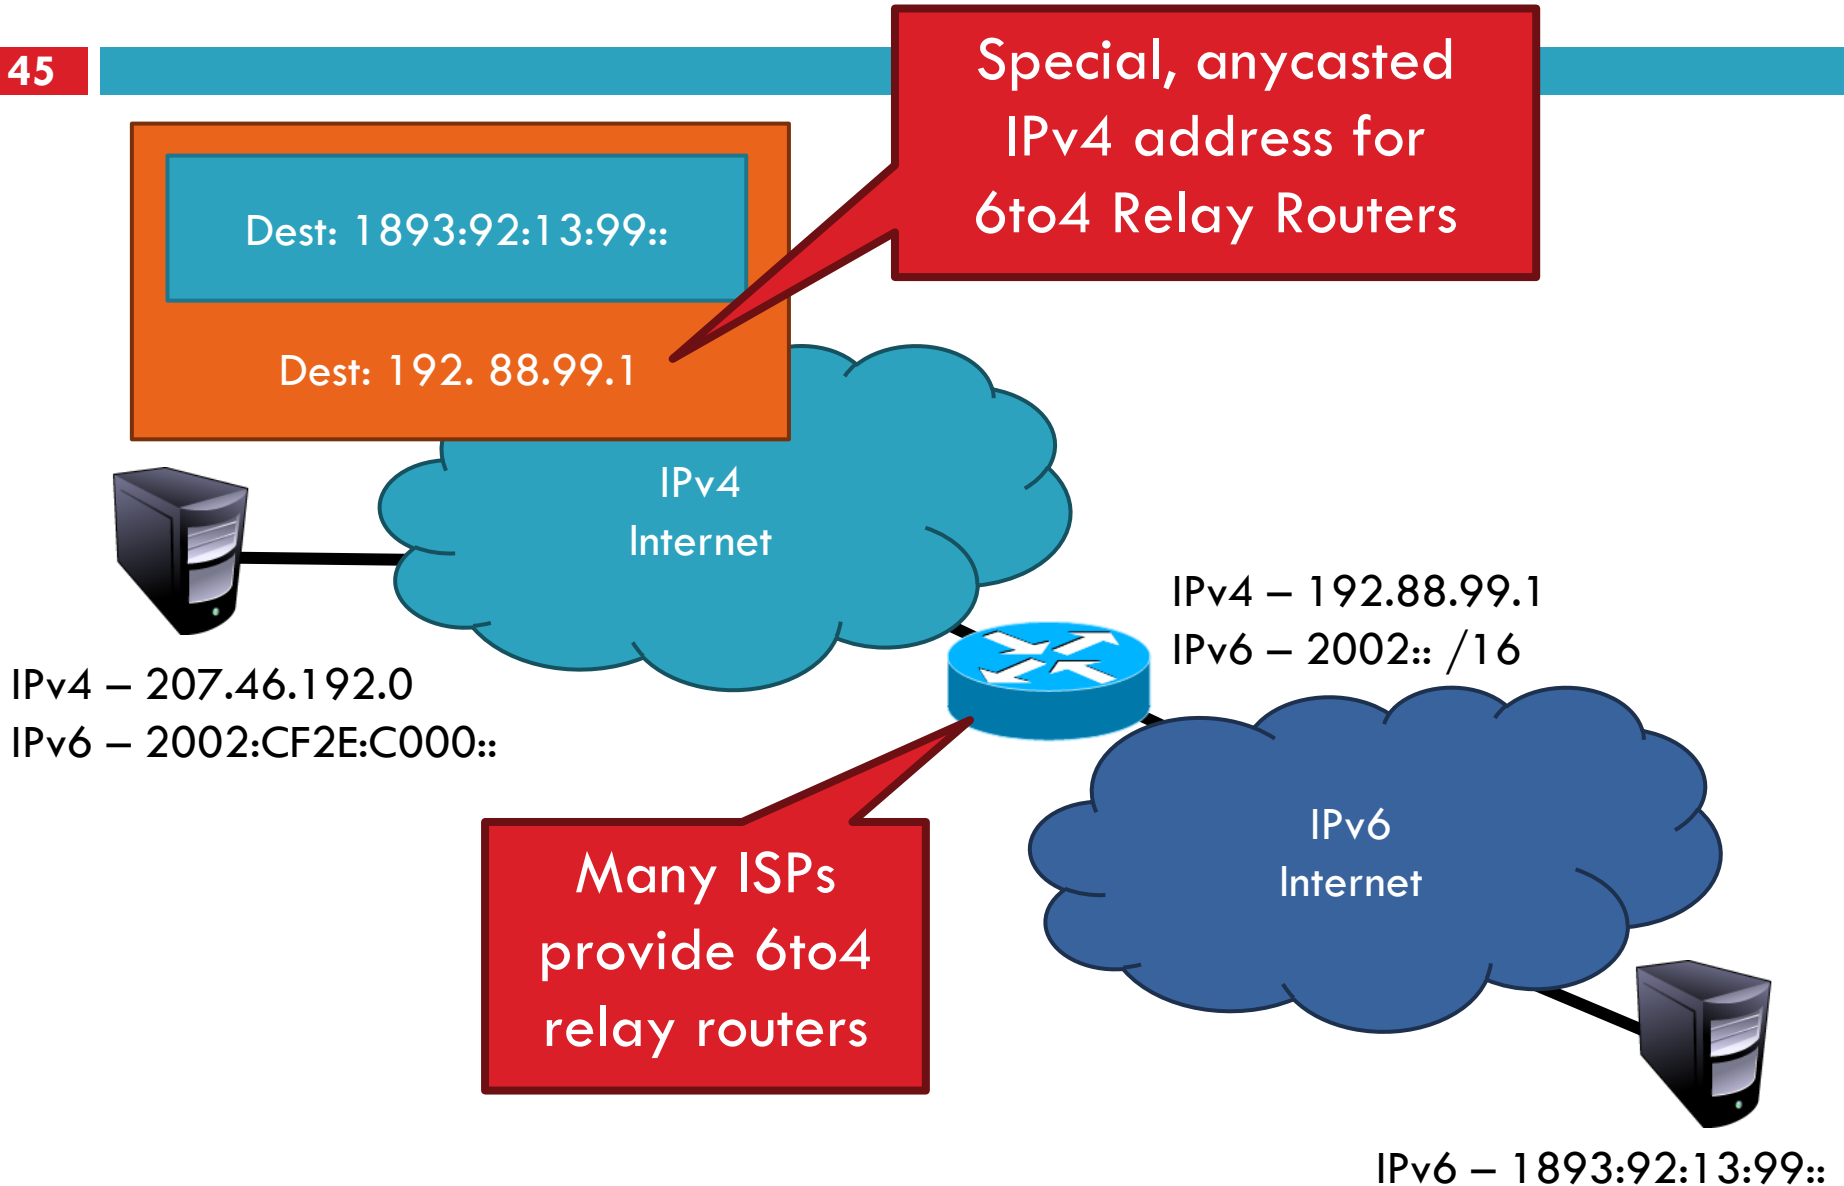 45
Special, anycasted
IPv4 address for
6to4 Relay Routers
Dest: 1893:92:13:99::
Dest: 192. 88.99.1
IPv4
Internet
IPv4 – 192.88.99.1
IPv6 – 2002:: /16
IPv4 – 207.46.192.0
IPv6 – 2002:CF2E:C000::
Many ISPs
provide 6to4
relay routers
IPv6
Internet
IPv6 – 1893:92:13:99::